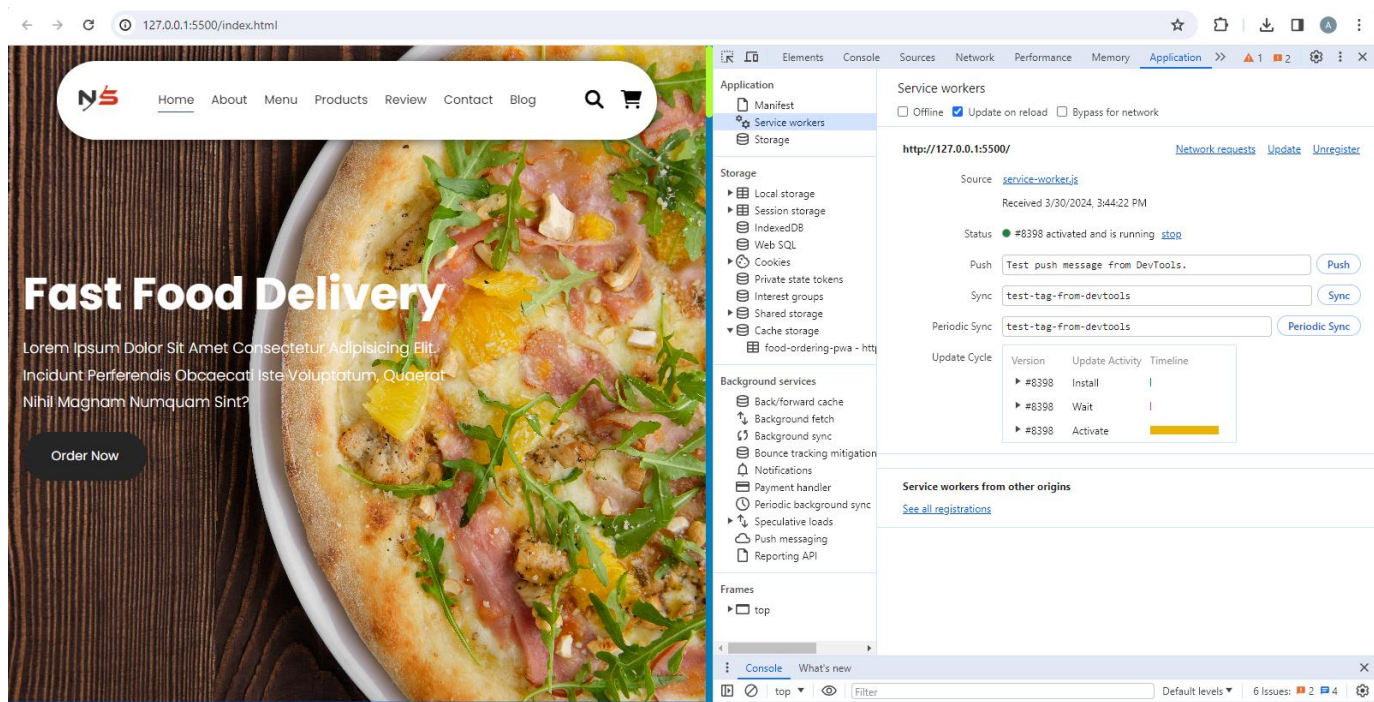 127.0.0.1:5500/index.html
A
NS
Home About Menu Products Review Contact Blog
Fast Food Delivery
Lorem Ipsum Dolor Sit Amet Consectetur Adipisicing Elit.
Incidunt Perferendis Obcaecati Iste Voluptatum, Quaerat
Nihil Magnam Numquam Sint?
Order Now
Elements Console Sources Network Performance Memory Application 1 2
Application
Manifest
Service workers
Storage
Storage
Local storage
Session storage
IndexedDB
Web SQL
Cookies
Private state tokens
Interest groups
Shared storage
Cache storage
food-ordering-pwa - http
Background services
Back/forward cache
Background fetch
Background sync
Bounce tracking mitigation
Notifications
Payment handler
Periodic background sync
Speculative loads
Push messaging
Reporting API
Frames
top
Service workers
Offline Update on reload Bypass for network
http://127.0.0.1:5500/ Network requests Update Unregister
Source service-worker.js
Received 3/30/2024, 3:44:22 PM
Status #8398 activated and is running stop
Push Test push message from DevTools. Push
Sync test-tag-from-devtools Sync
Periodic Sync test-tag-from-devtools Periodic Sync
Update Cycle Version Update Activity Timeline
#8398 Install
#8398 Wait
#8398 Activate
Service workers from other origins
See all registrations
Console What's new
top Filter Default levels 6 Issues: 2 4